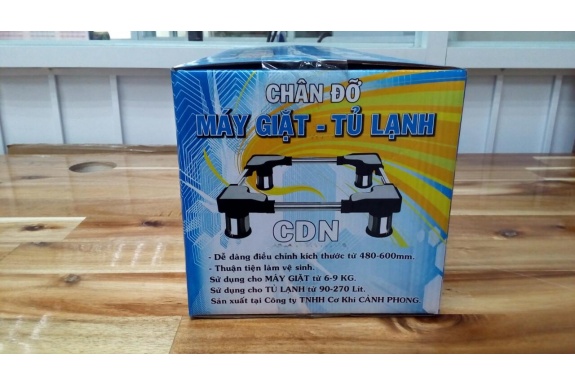 CHÂN ĐỠ
MÁY GIẶT - TỦ LẠNH
CDN
- Dễ dàng điều chỉnh kích thước từ 480-600mm.
- Thuận tiện làm vệ sinh.
Sử dụng cho MÁY GIẶT từ 6-9 KG.
Sử dụng cho TỦ LẠNH từ 90-270 Lít.
Sản xuất tại Công ty TNHH Cơ Khí CẢNH PHONG.